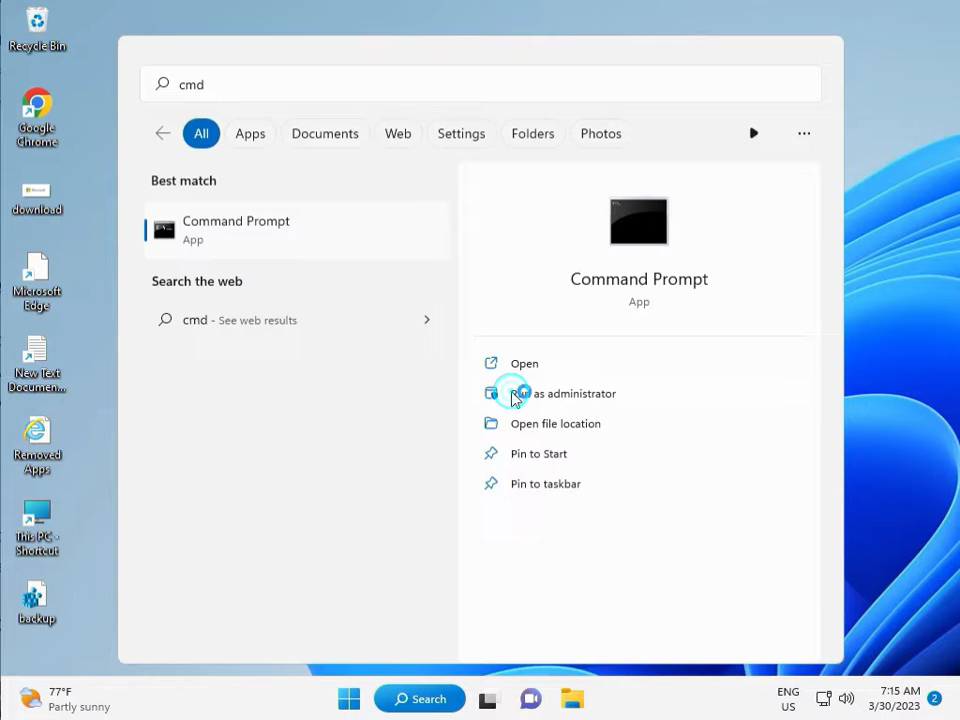 Recycle Bin
Google
Chrome
download
Microsoft
Edge
New Text
Documen...
Removed
Apps
This PC -
Shortcut
backup
cmd
All
Apps
Documents
Web
Settings
Folders
Photos
Best match
Command Prompt
App
Search the web
cmd - See web results
Command Prompt
App
Open
as administrator
Open file location
Pin to Start
Pin to taskbar
77°F
Partly sunny
Search
ENG
US
7:15 AM
3/30/2023
2